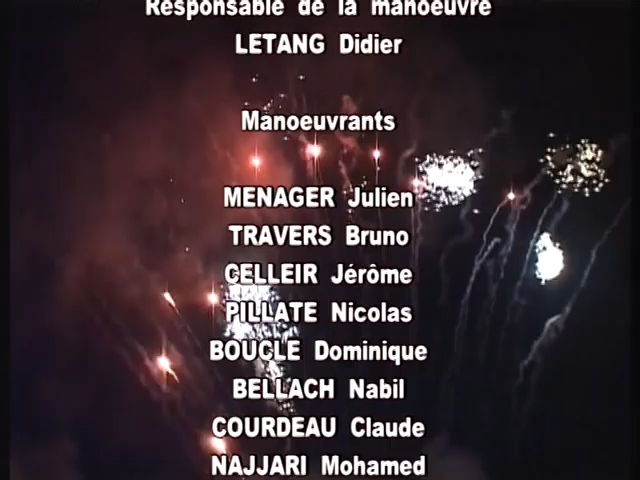 Responsable de la manoeuvre
LETANG Didier
Manoeuvrants
MENAGER Julien
TRAVERS Bruno
CELLEIR Jérôme
PILLATE Nicolas
BOUCLE Dominique
BELLACH Nabil
COURDEAU Claude
NAJJARI Mohamed